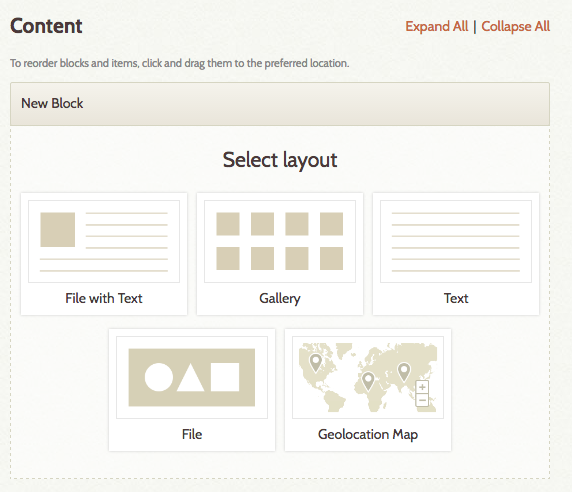 Content
Expand All | Collapse All
To reorder blocks and items, click and drag them to the preferred location.
New Block
Select layout
File with Text
Gallery
Text
File
Geolocation Map
+
−